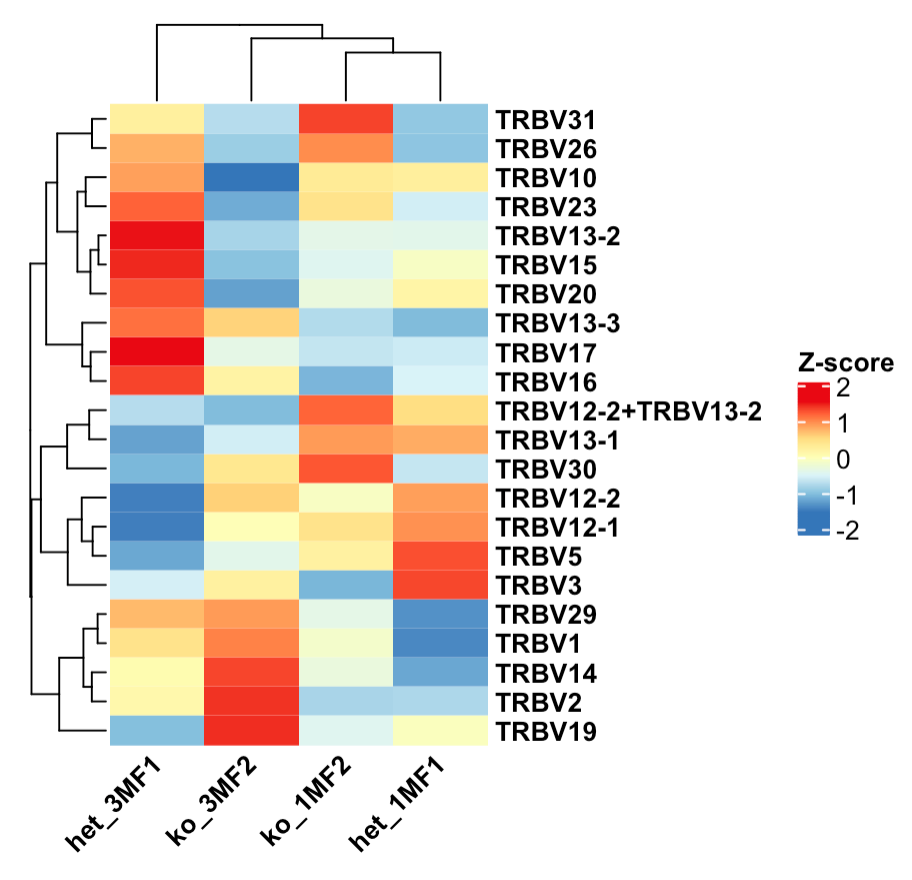 TRBV31
TRBV26
TRBV10
TRBV23
TRBV13-2
TRBV15
TRBV20
TRBV13-3
TRBV17
TRBV16
TRBV12-2+TRBV13-2
TRBV13-1
TRBV30
TRBV12-2
TRBV12-1
TRBV5
TRBV3
TRBV29
TRBV1
TRBV14
TRBV2
TRBV19
Z-score
2
1
0
-1
-2
het_3MF1
ko_3MF2
ko_1MF2
het_1MF1